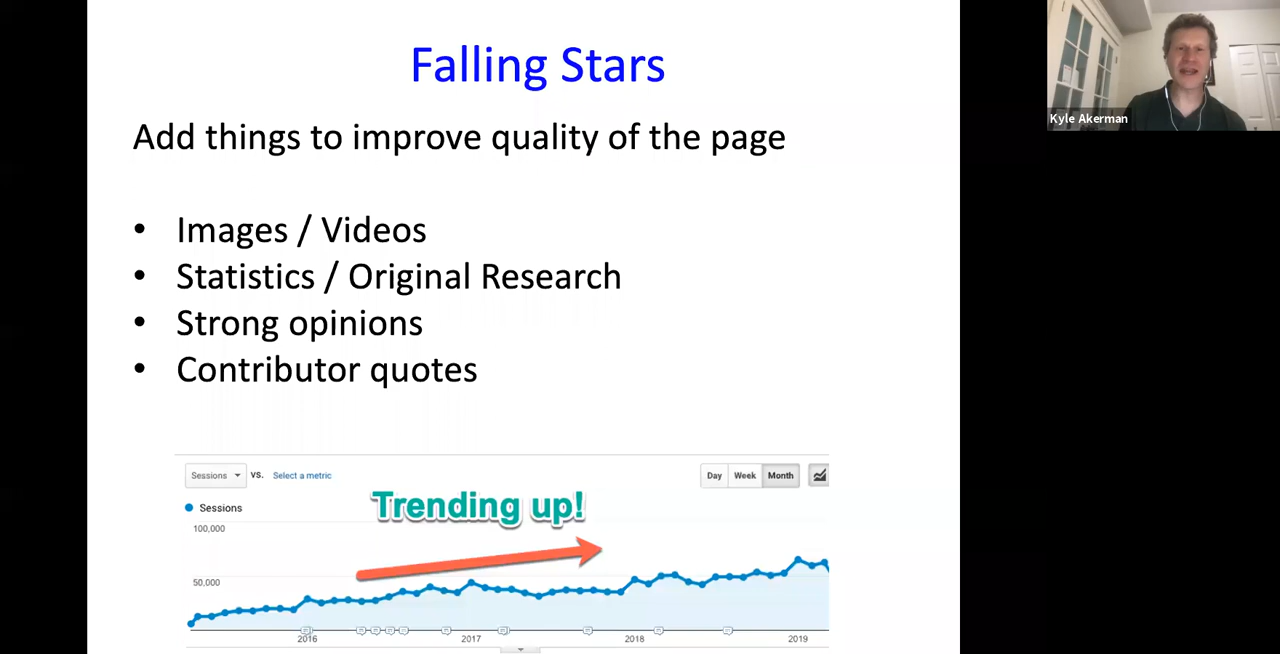 Falling Stars
Kyle Akerman
Add things to improve quality of the page
• Images / Videos
• Statistics / Original Research
• Strong opinions
• Contributor quotes
Sessions VS. Select a metric Day Week Month
Trending up!
Sessions
100,000
50,000
2016 2017 2018 2019